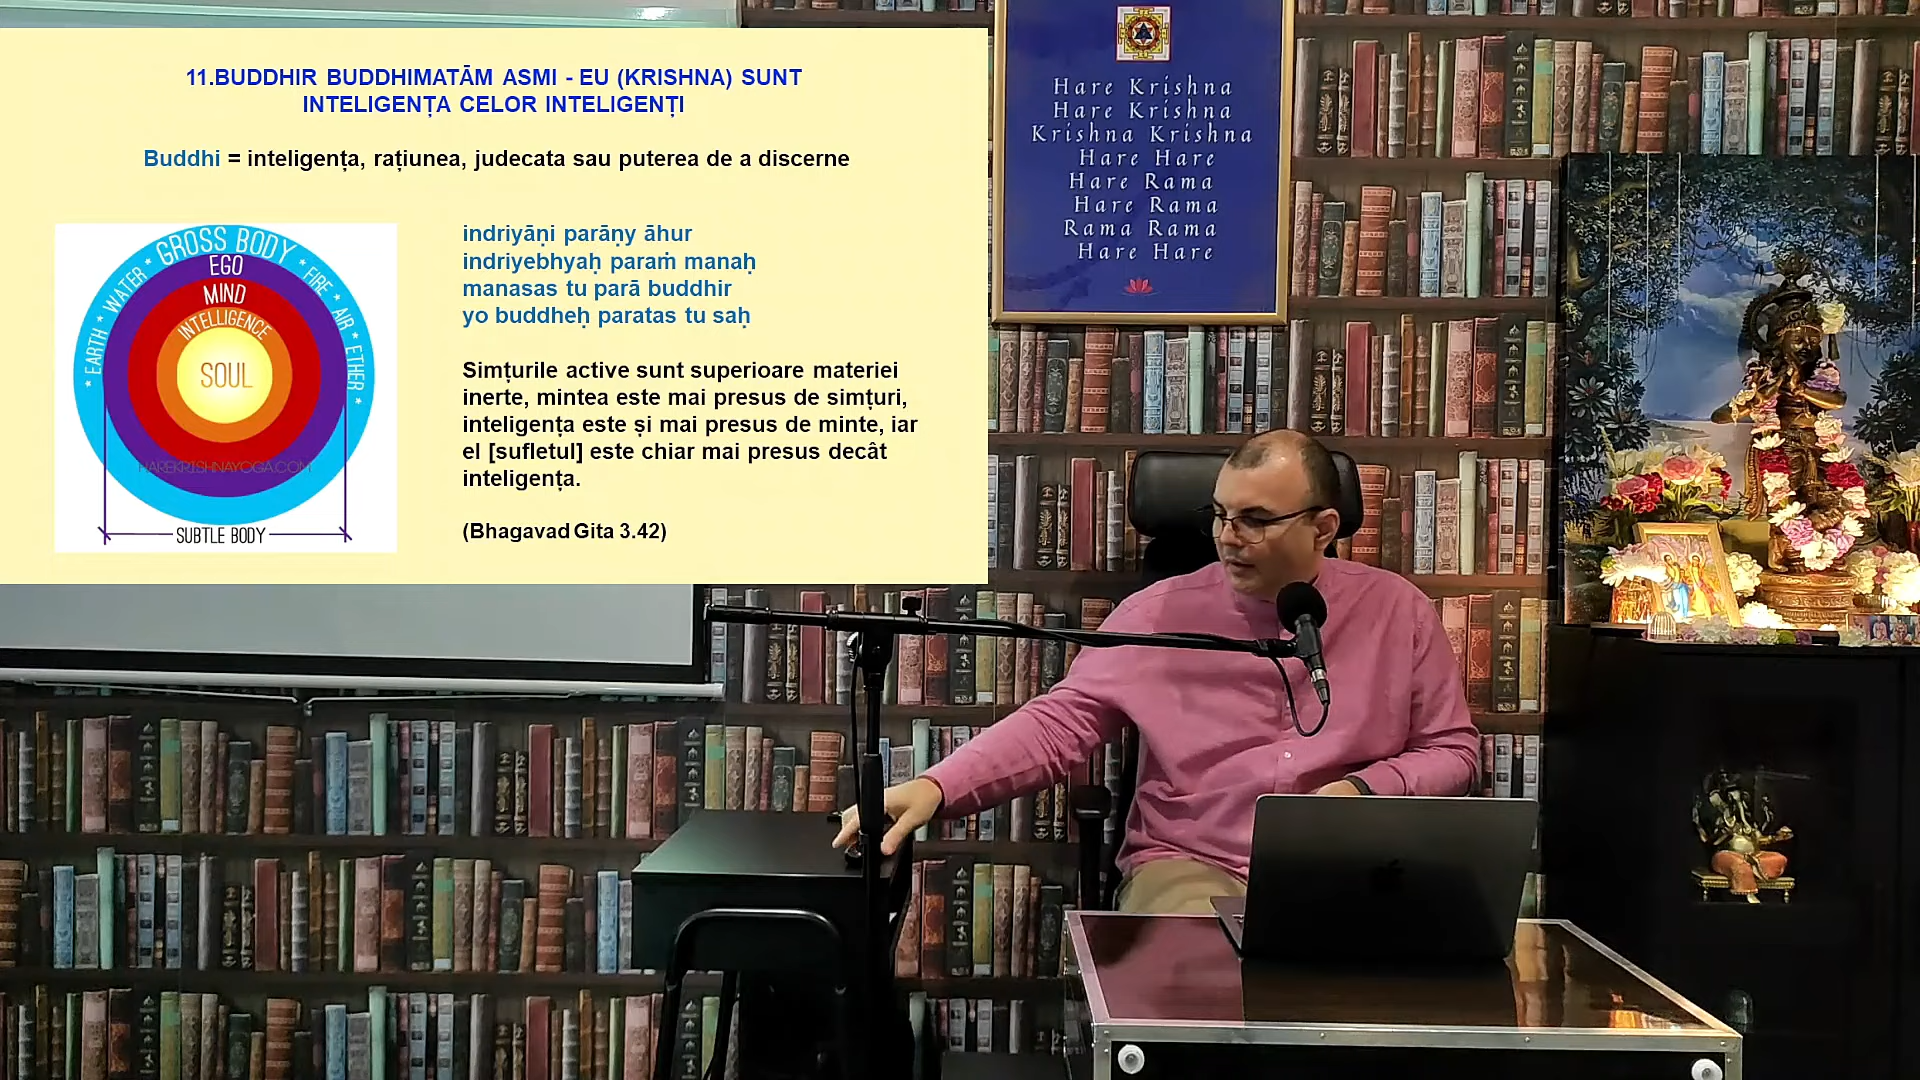 11.BUDDHIR BUDDHIMATĀM ASMI - EU (KRISHNA) SUNT
INTELIGENȚA CELOR INTELIGENȚI
Buddhi = inteligența, rațiunea, judecata sau puterea de a discerne
* EARTH * WATER * GROSS BODY * FIRE * AIR * ETHER *
EGO
MIND
INTELLIGENCE
SOUL
HAREKRISHNAYOGA.COM
SUBTLE BODY
indriyāṇi parāṇy āhur
indriyebhyaḥ paraṁ manaḥ
manasas tu parā buddhir
yo buddheḥ paratas tu saḥ
Simțurile active sunt superioare materiei
inerte, mintea este mai presus de simțuri,
inteligența este și mai presus de minte, iar
el [sufletul] este chiar mai presus decât
inteligența.
(Bhagavad Gita 3.42)
Hare Krishna
Hare Krishna
Krishna Krishna
Hare Hare
Hare Rama
Hare Rama
Rama Rama
Hare Hare